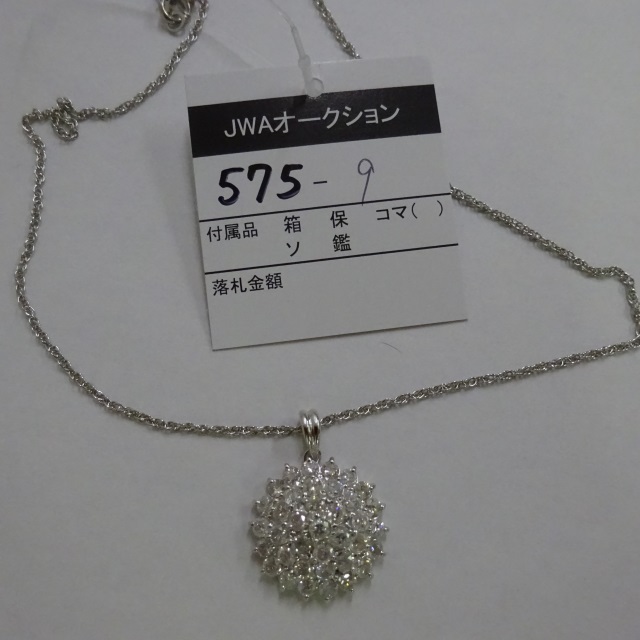 JWAオークション
575-9
付属品 箱 保 コマ( )
ソ 鑑
落札金額